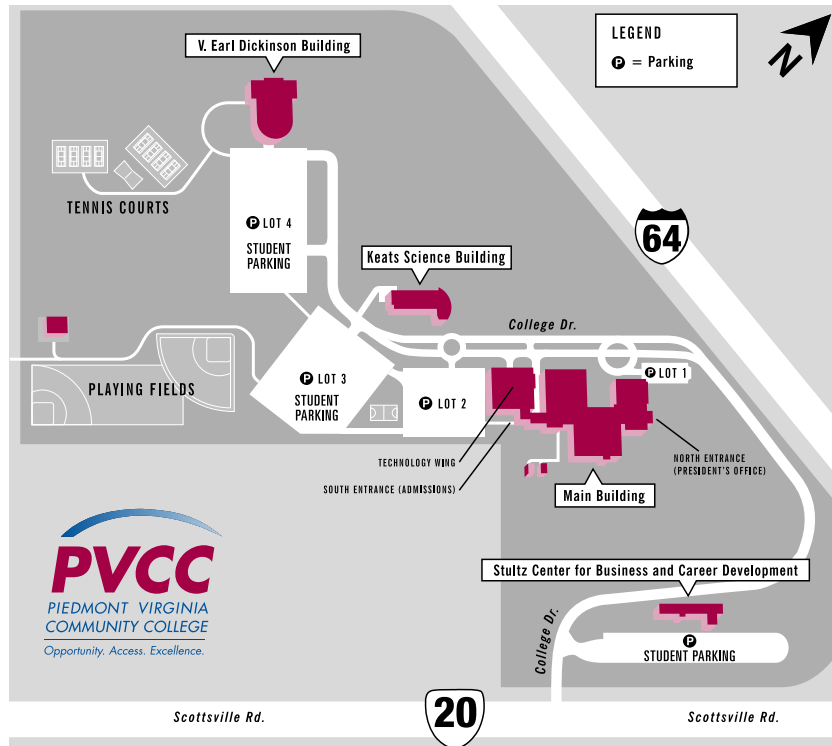 V. Earl Dickinson Building
LEGEND
P = Parking
N
TENNIS COURTS
P LOT 4
STUDENT
PARKING
64
Keats Science Building
College Dr.
PLAYING FIELDS
P LOT 3
STUDENT
PARKING
P LOT 2
P LOT 1
TECHNOLOGY WING
SOUTH ENTRANCE (ADMISSIONS)
NORTH ENTRANCE
(PRESIDENT'S OFFICE)
Main Building
PVCC
PIEDMONT VIRGINIA
COMMUNITY COLLEGE
Opportunity. Access. Excellence.
Stultz Center for Business and Career Development
College Dr.
P
STUDENT PARKING
Scottsville Rd.
20
Scottsville Rd.